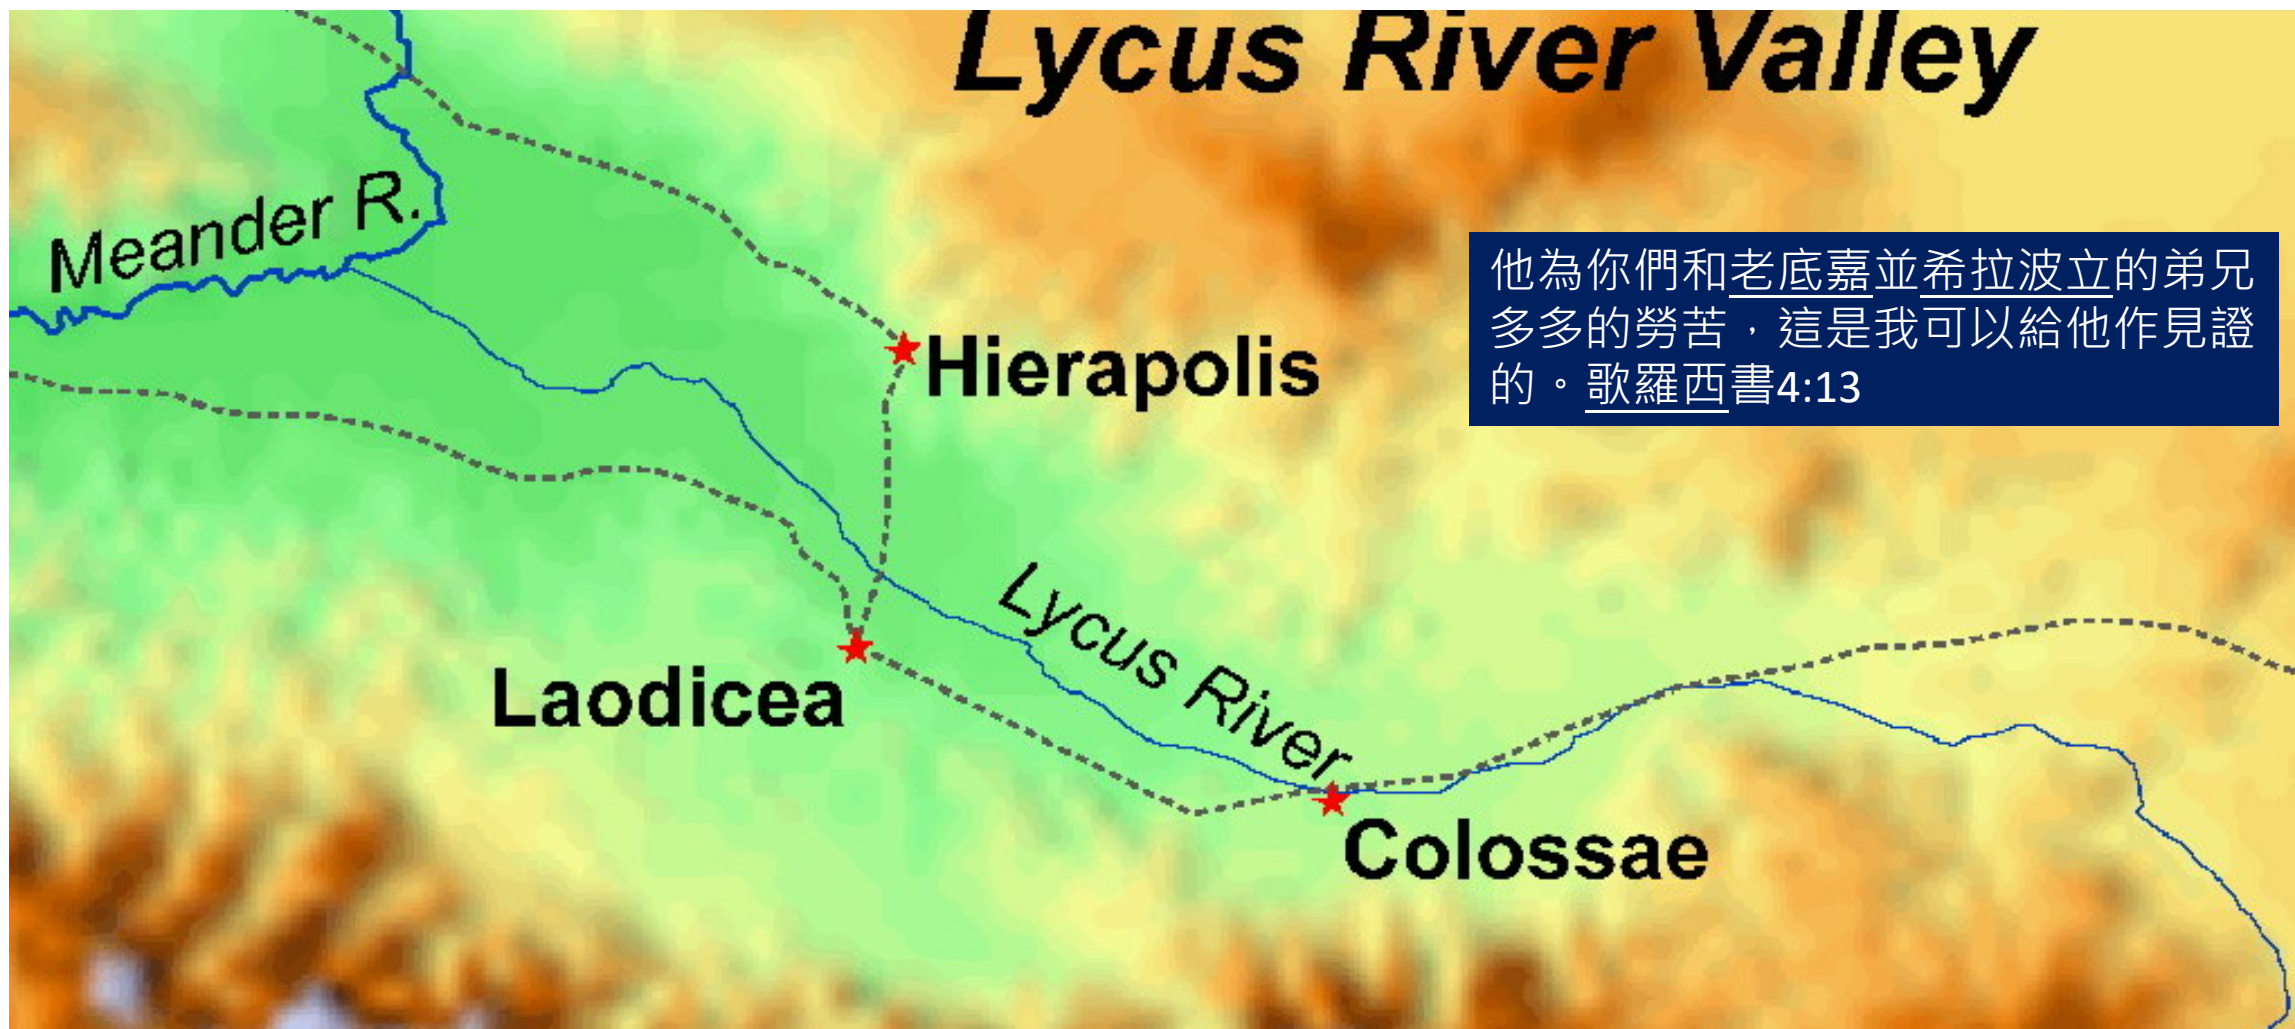 Lycus River Valley
Meander R.
他為你們和老底嘉並希拉波立的弟兄
多多的勞苦，這是我可以給他作見證
的。歌羅西書4:13
Hierapolis
Lycus River
Laodicea
Colossae